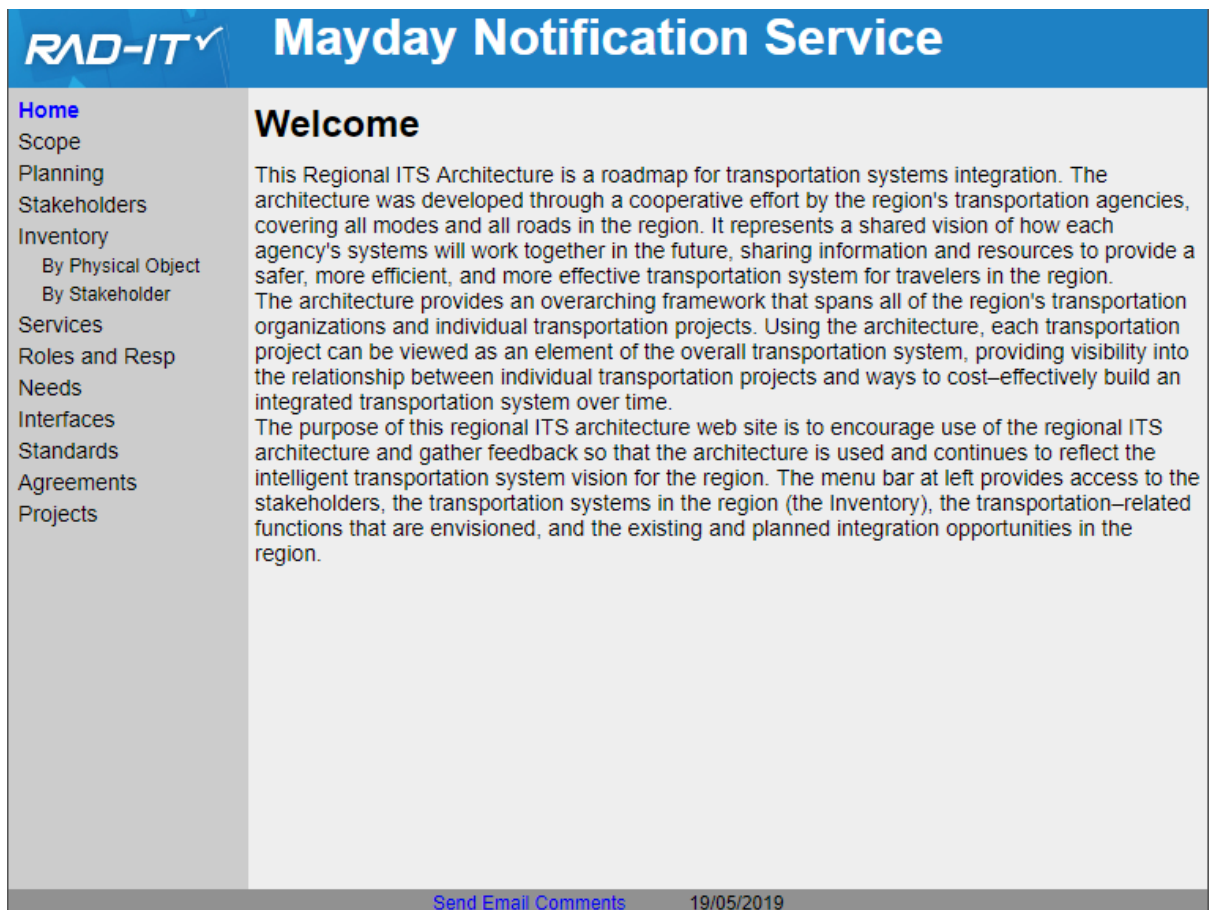 RAD-IT
Mayday Notification Service
Home
Scope
Planning
Stakeholders
Inventory
By Physical Object
By Stakeholder
Services
Roles and Resp
Needs
Interfaces
Standards
Agreements
Projects
Welcome
This Regional ITS Architecture is a roadmap for transportation systems integration. The
architecture was developed through a cooperative effort by the region's transportation agencies,
covering all modes and all roads in the region. It represents a shared vision of how each
agency's systems will work together in the future, sharing information and resources to provide a
safer, more efficient, and more effective transportation system for travelers in the region.
The architecture provides an overarching framework that spans all of the region's transportation
organizations and individual transportation projects. Using the architecture, each transportation
project can be viewed as an element of the overall transportation system, providing visibility into
the relationship between individual transportation projects and ways to cost–effectively build an
integrated transportation system over time.
The purpose of this regional ITS architecture web site is to encourage use of the regional ITS
architecture and gather feedback so that the architecture is used and continues to reflect the
intelligent transportation system vision for the region. The menu bar at left provides access to the
stakeholders, the transportation systems in the region (the Inventory), the transportation–related
functions that are envisioned, and the existing and planned integration opportunities in the
region.
Send Email Comments 19/05/2019